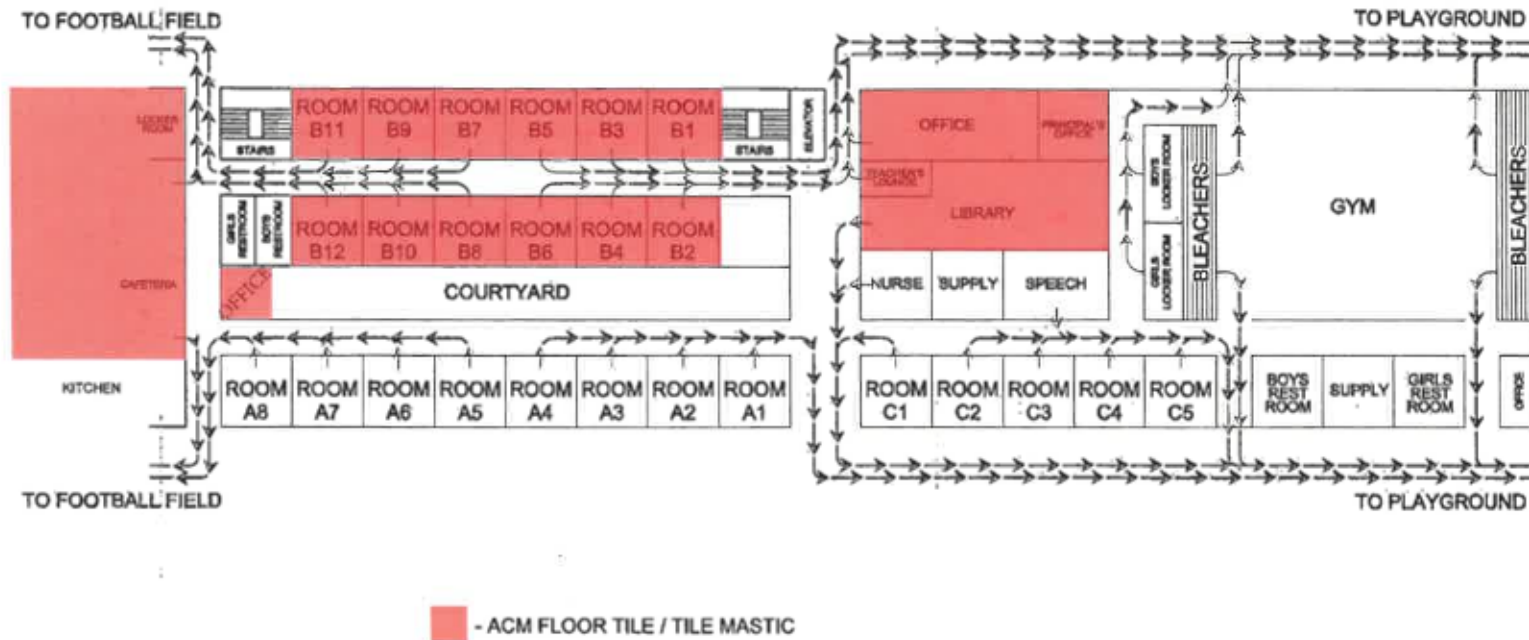 TO FOOTBALL FIELD
TO PLAYGROUND
LOCKER
ROOM
STAIRS
ROOM
B11
ROOM
B9
ROOM
B7
ROOM
B5
ROOM
B3
ROOM
B1
STAIRS
ELEVATOR
OFFICE
PRINCIPAL'S
OFFICE
TEACHER'S
LOUNGE
LIBRARY
BOYS
LOCKER ROOM
GIRLS
LOCKER ROOM
BLEACHERS
GYM
BLEACHERS
GIRLS
RESTROOM
BOYS
RESTROOM
ROOM
B12
ROOM
B10
ROOM
B8
ROOM
B6
ROOM
B4
ROOM
B2
CAFETERIA
OFFICE
COURTYARD
NURSE
SUPPLY
SPEECH
KITCHEN
ROOM
A8
ROOM
A7
ROOM
A6
ROOM
A5
ROOM
A4
ROOM
A3
ROOM
A2
ROOM
A1
ROOM
C1
ROOM
C2
ROOM
C3
ROOM
C4
ROOM
C5
BOYS
REST
ROOM
SUPPLY
GIRLS
REST
ROOM
OFFICE
TO FOOTBALL FIELD
TO PLAYGROUND
- ACM FLOOR TILE / TILE MASTIC